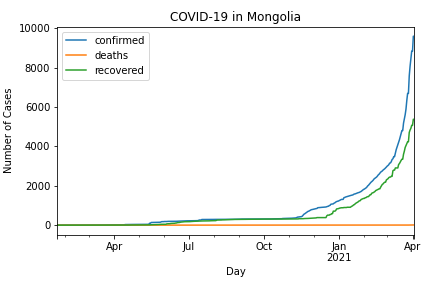 COVID-19 in Mongolia
confirmed
deaths
recovered
10000
8000
6000
4000
2000
0
Number of Cases
Apr
Jul
Oct
Jan
2021
Apr
Day